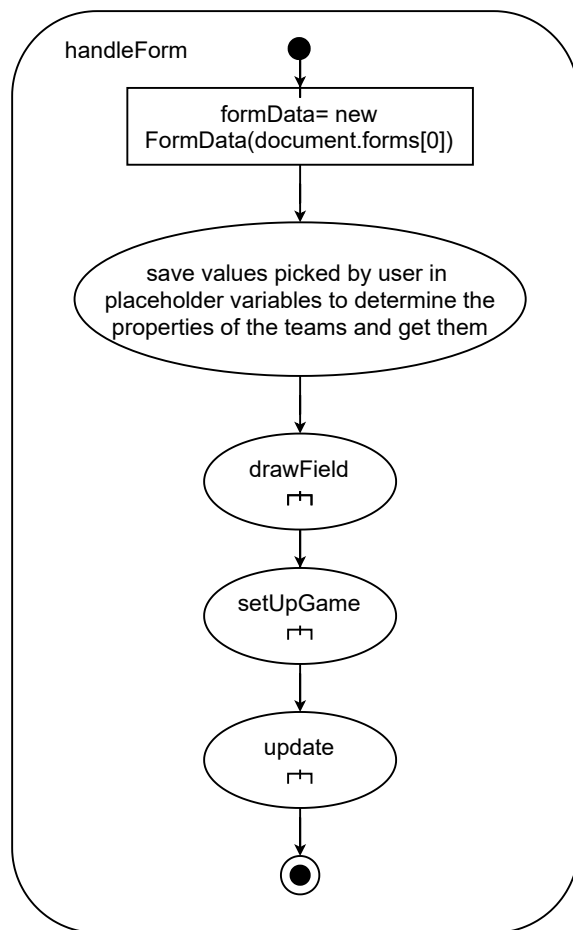 handleForm
formData= new
FormData(document.forms[0])
save values picked by user in
placeholder variables to determine the
properties of the teams and get them
drawField
setUpGame
update